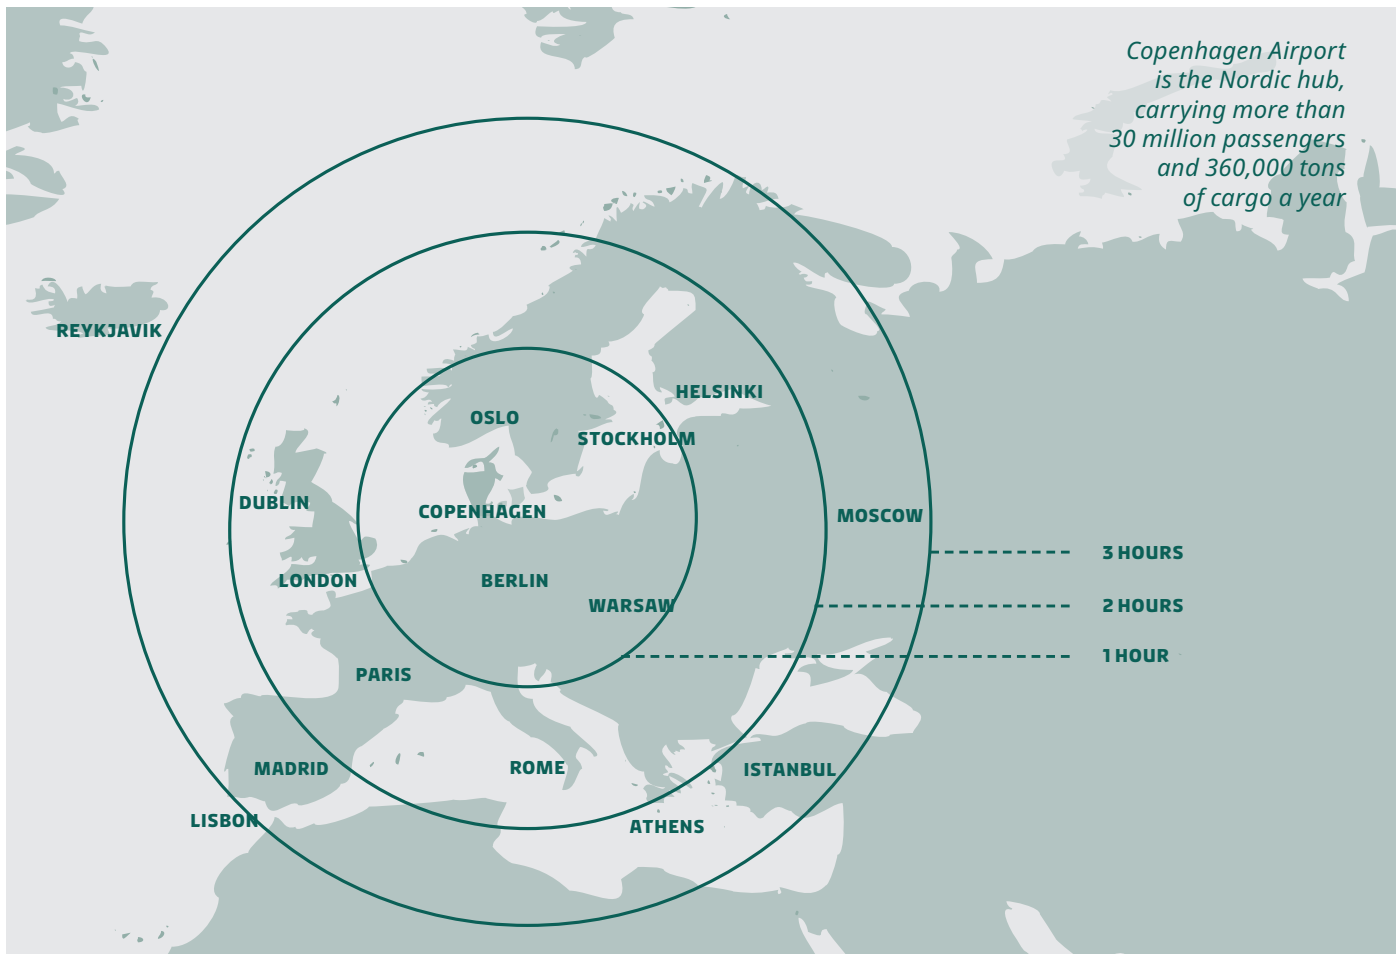 Copenhagen Airport
is the Nordic hub,
carrying more than
30 million passengers
and 360,000 tons
of cargo a year
REYKJAVIK
HELSINKI
OSLO
STOCKHOLM
DUBLIN
COPENHAGEN
MOSCOW
3 HOURS
LONDON
BERLIN
WARSAW
2 HOURS
1 HOUR
PARIS
MADRID
ROME
ISTANBUL
LISBON
ATHENS